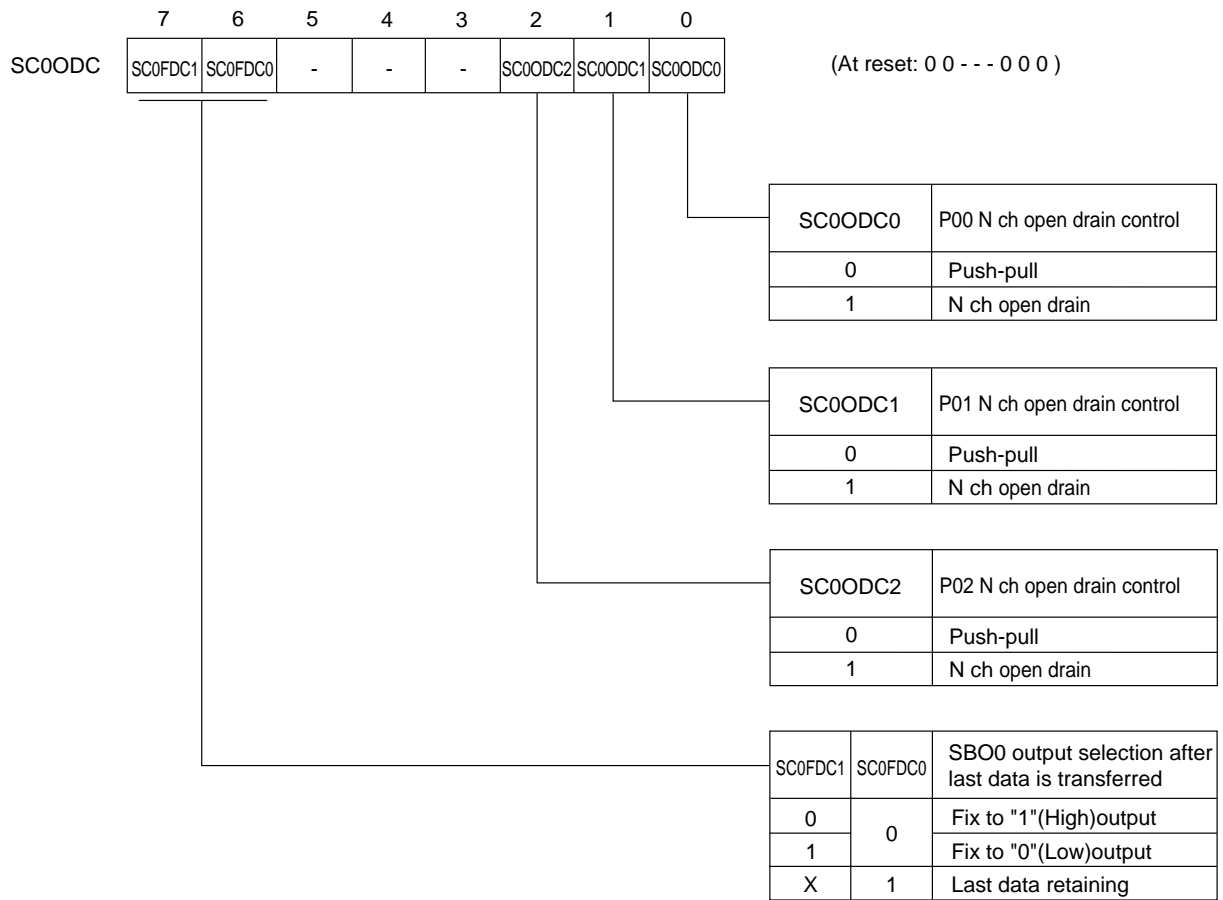 7 6 5 4 3 2 1 0
SC0ODC SC0FDC1 SC0FDC0 - - - SC0ODC2 SC0ODC1 SC0ODC0 (At reset: 0 0 - - - 0 0 0 )
SC0ODC0 P00 N ch open drain control
0 Push-pull
1 N ch open drain
SC0ODC1 P01 N ch open drain control
0 Push-pull
1 N ch open drain
SC0ODC2 P02 N ch open drain control
0 Push-pull
1 N ch open drain
SC0FDC1 SC0FDC0 SBO0 output selection after
last data is transferred
0 0 Fix to "1"(High)output
1 Fix to "0"(Low)output
X 1 Last data retaining